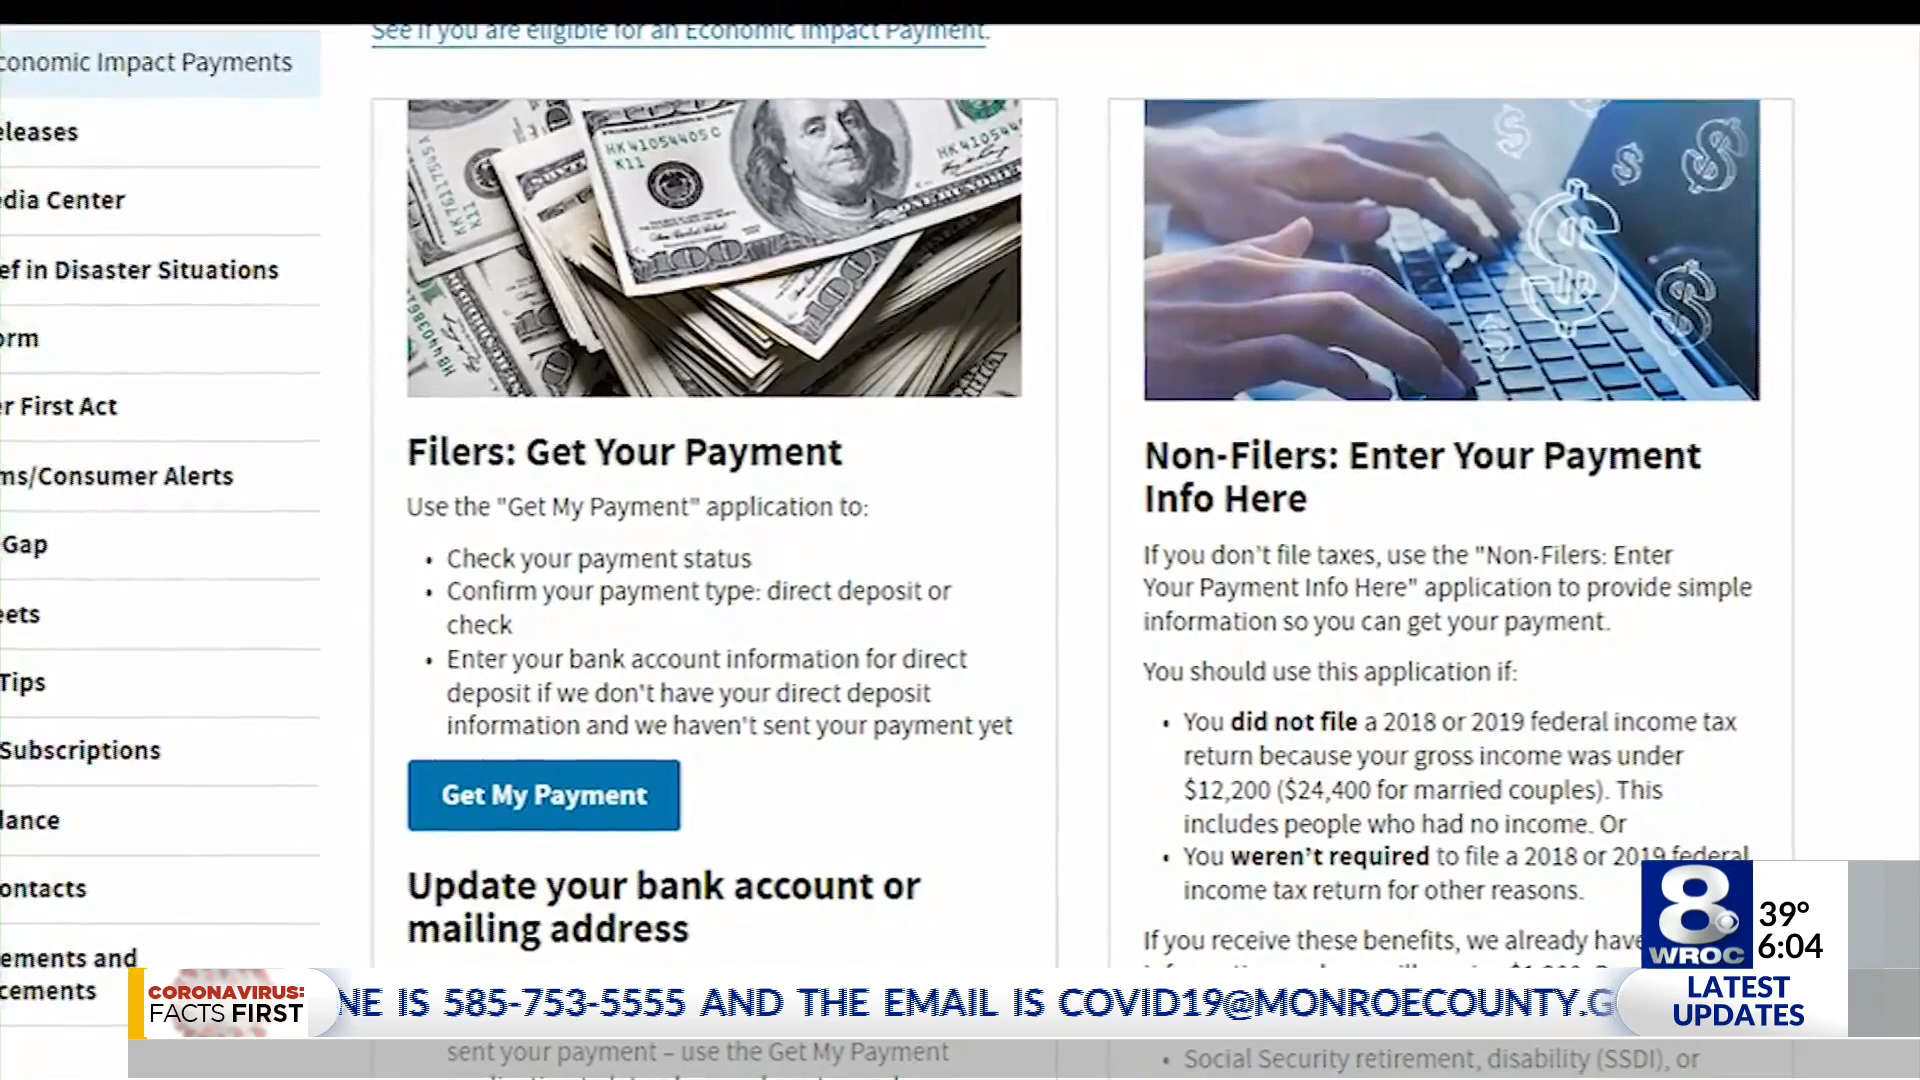 See if you are eligible for an Economic Impact Payment.
conomic Impact Payments
eleases
edia Center
ef in Disaster Situations
orm
er First Act
ms/Consumer Alerts
Gap
eets
Tips
Subscriptions
lance
ontacts
ements and
cements
HK41054405C
K11
Filers: Get Your Payment
Use the "Get My Payment" application to:
• Check your payment status
• Confirm your payment type: direct deposit or
check
• Enter your bank account information for direct
deposit if we don't have your direct deposit
information and we haven't sent your payment yet
Get My Payment
Update your bank account or
mailing address
sent your payment – use the Get My Payment
Non-Filers: Enter Your Payment
Info Here
If you don't file taxes, use the "Non-Filers: Enter
Your Payment Info Here" application to provide simple
information so you can get your payment.
You should use this application if:
• You did not file a 2018 or 2019 federal income tax
return because your gross income was under
$12,200 ($24,400 for married couples). This
includes people who had no income. Or
• You weren't required to file a 2018 or 2019 federal
income tax return for other reasons.
If you receive these benefits, we already have
• Social Security retirement, disability (SSDI), or
8
WROC
39°
6:04
CORONAVIRUS:
FACTS FIRST
NE IS 585-753-5555 AND THE EMAIL IS COVID19@MONROECOUNTY.G
LATEST
UPDATES